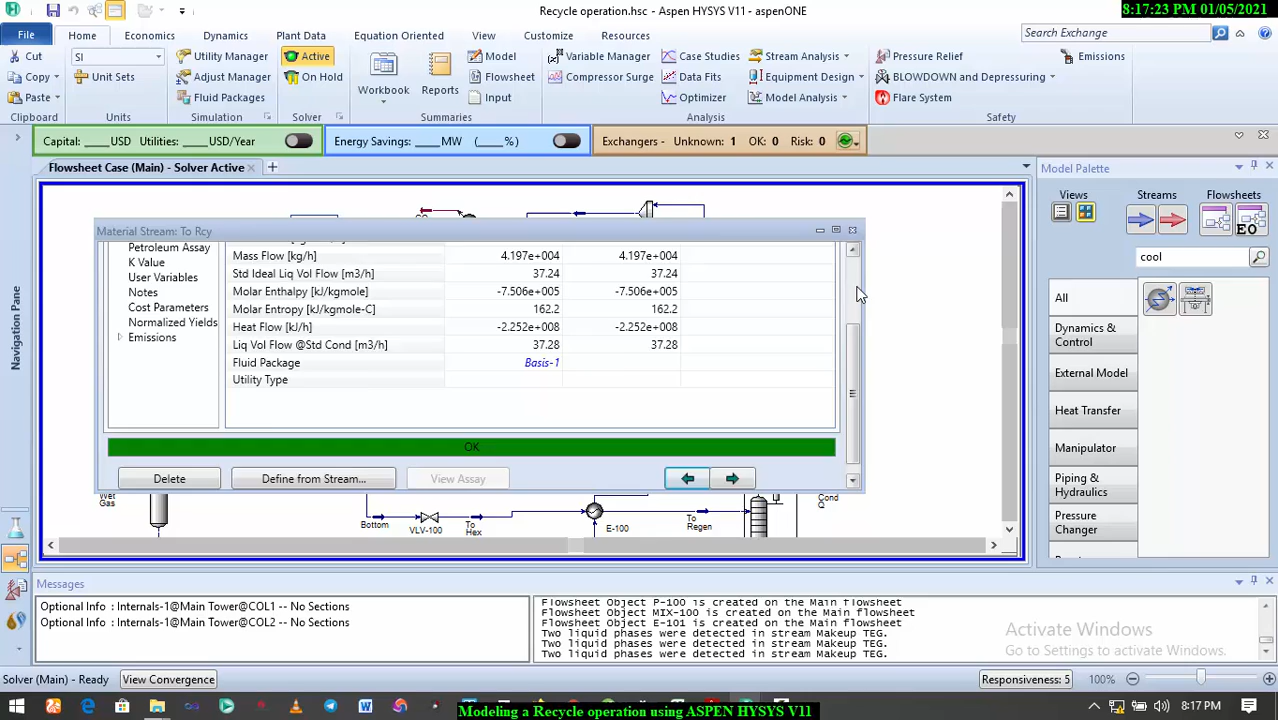 Recycle operation.hsc - Aspen HYSYS V11 - aspenONE
8:17:23 PM 01/05/2021
File Home Economics Dynamics Plant Data Equation Oriented View Customize Resources
Search Exchange
Cut SI Utility Manager Active Model Variable Manager Case Studies Stream Analysis Pressure Relief Emissions
Copy Unit Sets Adjust Manager On Hold Flowsheet Compressor Surge Data Fits Equipment Design BLOWDOWN and Depressuring
Paste Fluid Packages Workbook Reports Input Optimizer Model Analysis Flare System
Clipboard Units Simulation Solver Summaries Analysis Safety
Capital: ___ USD Utilities: ___ USD/Year
Energy Savings: ___ MW (___ %)
Exchangers - Unknown: 1 OK: 0 Risk: 0
Flowsheet Case (Main) - Solver Active
Navigation Pane
Material Stream: To Rcy
Petroleum Assay
K Value
User Variables
Notes
Cost Parameters
Normalized Yields
Emissions
Mass Flow [kg/h] 4.197e+004 4.197e+004
Std Ideal Liq Vol Flow [m3/h] 37.24 37.24
Molar Enthalpy [kJ/kgmole] -7.506e+005 -7.506e+005
Molar Entropy [kJ/kgmole-C] 162.2 162.2
Heat Flow [kJ/h] -2.252e+008 -2.252e+008
Liq Vol Flow @Std Cond [m3/h] 37.28 37.28
Fluid Package Basis-1
Utility Type
OK
Delete Define from Stream... View Assay
Wet
Gas
Bottom
VLV-100
To
Hex
E-100
To
Regen
Cond
Q
Model Palette
Views Streams Flowsheets
EO
cool
All
Dynamics &
Control
External Model
Heat Transfer
Manipulator
Piping &
Hydraulics
Pressure
Changer
Messages
Optional Info : Internals-1@Main Tower@COL1 -- No Sections
Optional Info : Internals-1@Main Tower@COL2 -- No Sections
Flowsheet Object P-100 is created on the Main flowsheet
Flowsheet Object MIX-100 is created on the Main flowsheet
Flowsheet Object E-101 is created on the Main flowsheet
Two liquid phases were detected in stream Makeup TEG.
Two liquid phases were detected in stream Makeup TEG.
Two liquid phases were detected in stream Makeup TEG.
Activate Windows
Go to Settings to activate Windows.
Solver (Main) - Ready View Convergence
Responsiveness: 5 100%
Modeling a Recycle operation using ASPEN HYSYS V11
8:17 PM